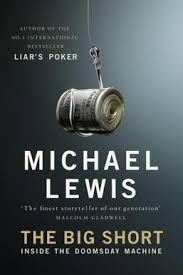 AUTHOR OF THE
NO.1 INTERNATIONAL
BESTSELLER
LIAR'S POKER
MICHAEL
LEWIS
'The finest storyteller of our generation'
MALCOLM GLADWELL
THE BIG SHORT
INSIDE THE DOOMSDAY MACHINE